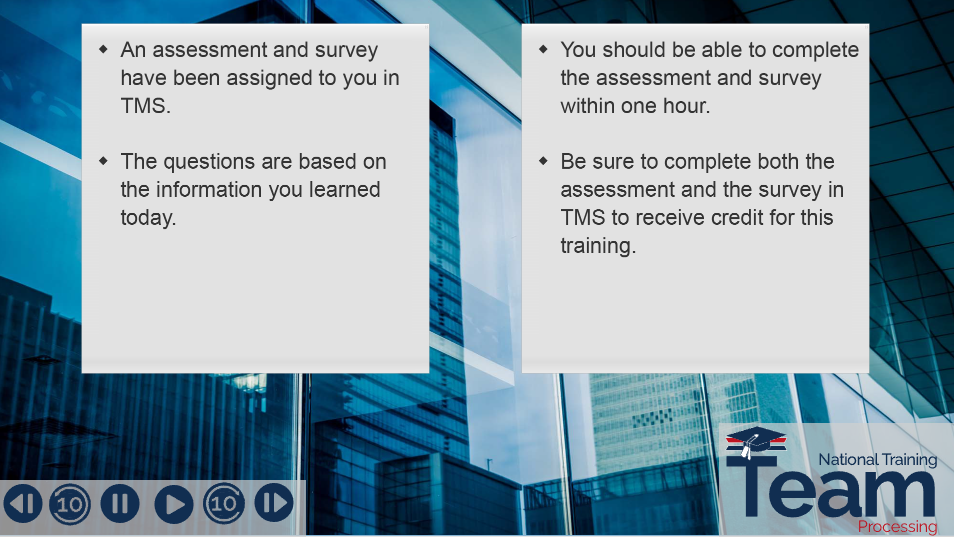 ◆ An assessment and survey
have been assigned to you in
TMS.
◆ The questions are based on
the information you learned
today.
◆ You should be able to complete
the assessment and survey
within one hour.
◆ Be sure to complete both the
assessment and the survey in
TMS to receive credit for this
training.
10
10
National Training
Team
Processing